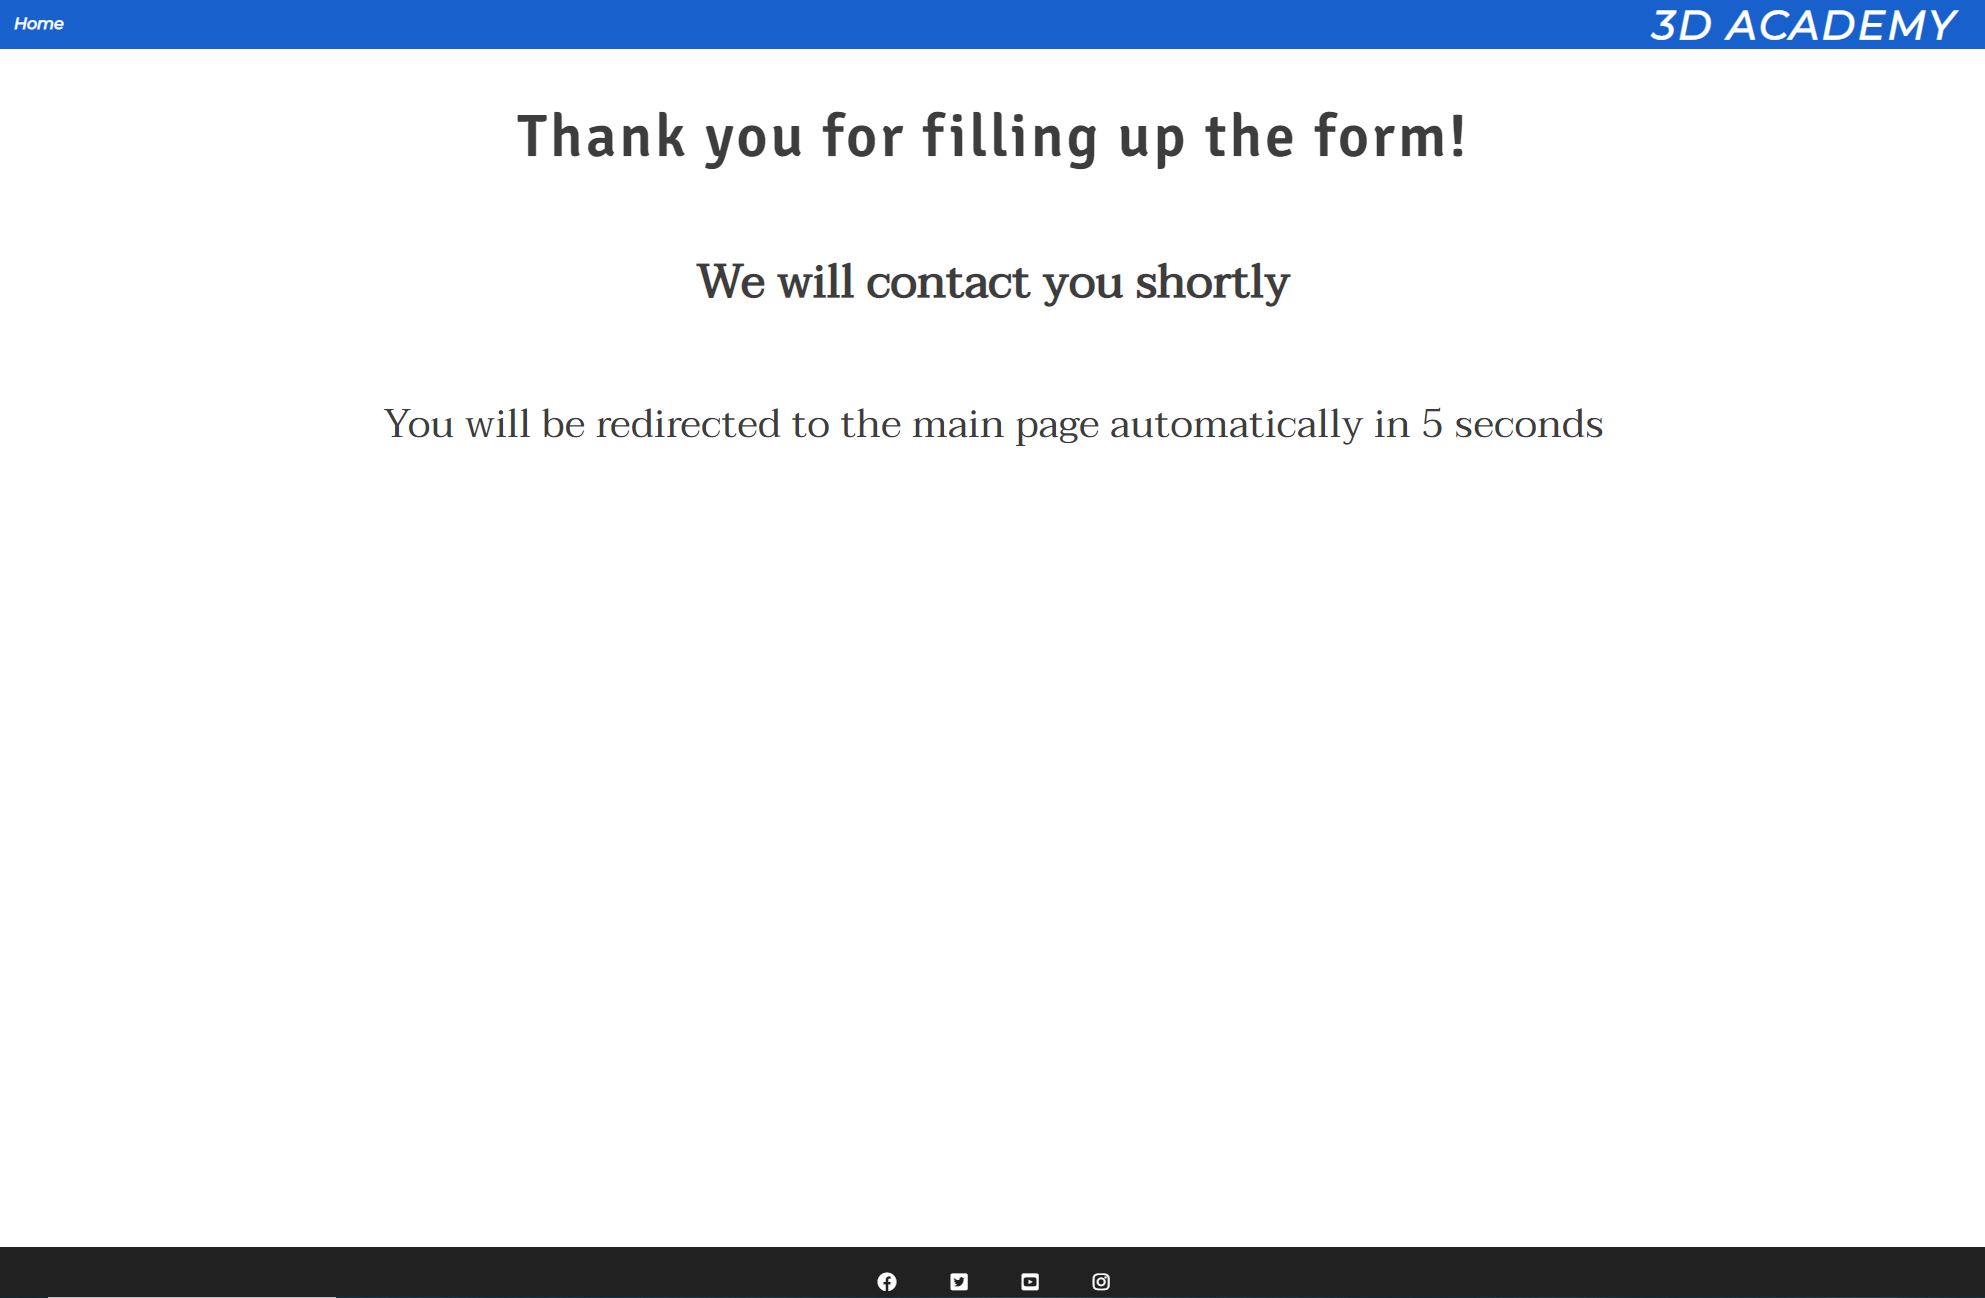 Home
3D ACADEMY
Thank you for filling up the form!
We will contact you shortly
You will be redirected to the main page automatically in 5 seconds